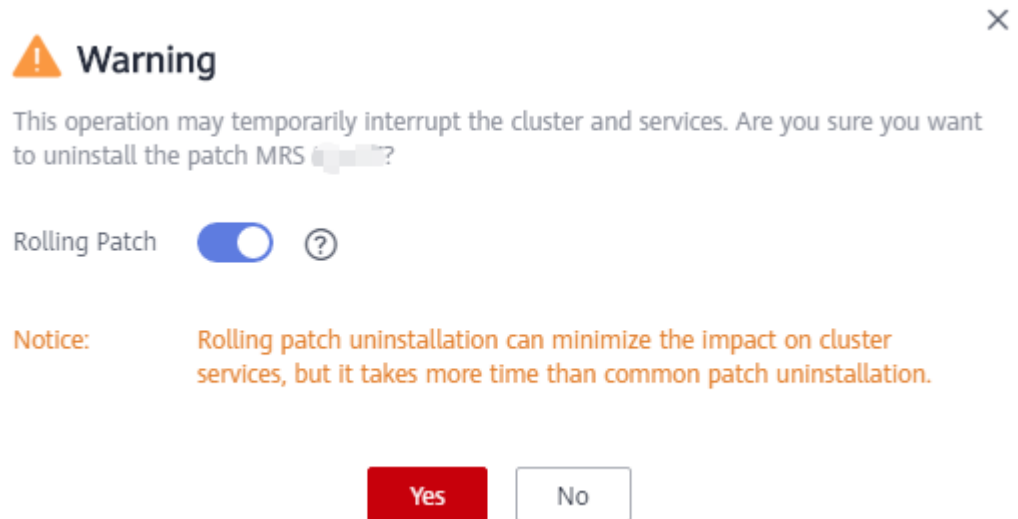 Warning
This operation may temporarily interrupt the cluster and services. Are you sure you want
to uninstall the patch MRS ?
Rolling Patch
Notice: Rolling patch uninstallation can minimize the impact on cluster
services, but it takes more time than common patch uninstallation.
Yes No